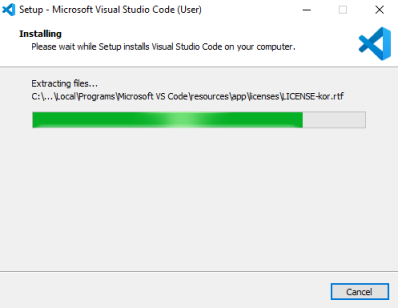 Setup - Microsoft Visual Studio Code (User)
Installing
Please wait while Setup installs Visual Studio Code on your computer.
Extracting files...
C:\...\Local\Programs\Microsoft VS Code\resources\app\licenses\LICENSE-kor.rtf
Cancel